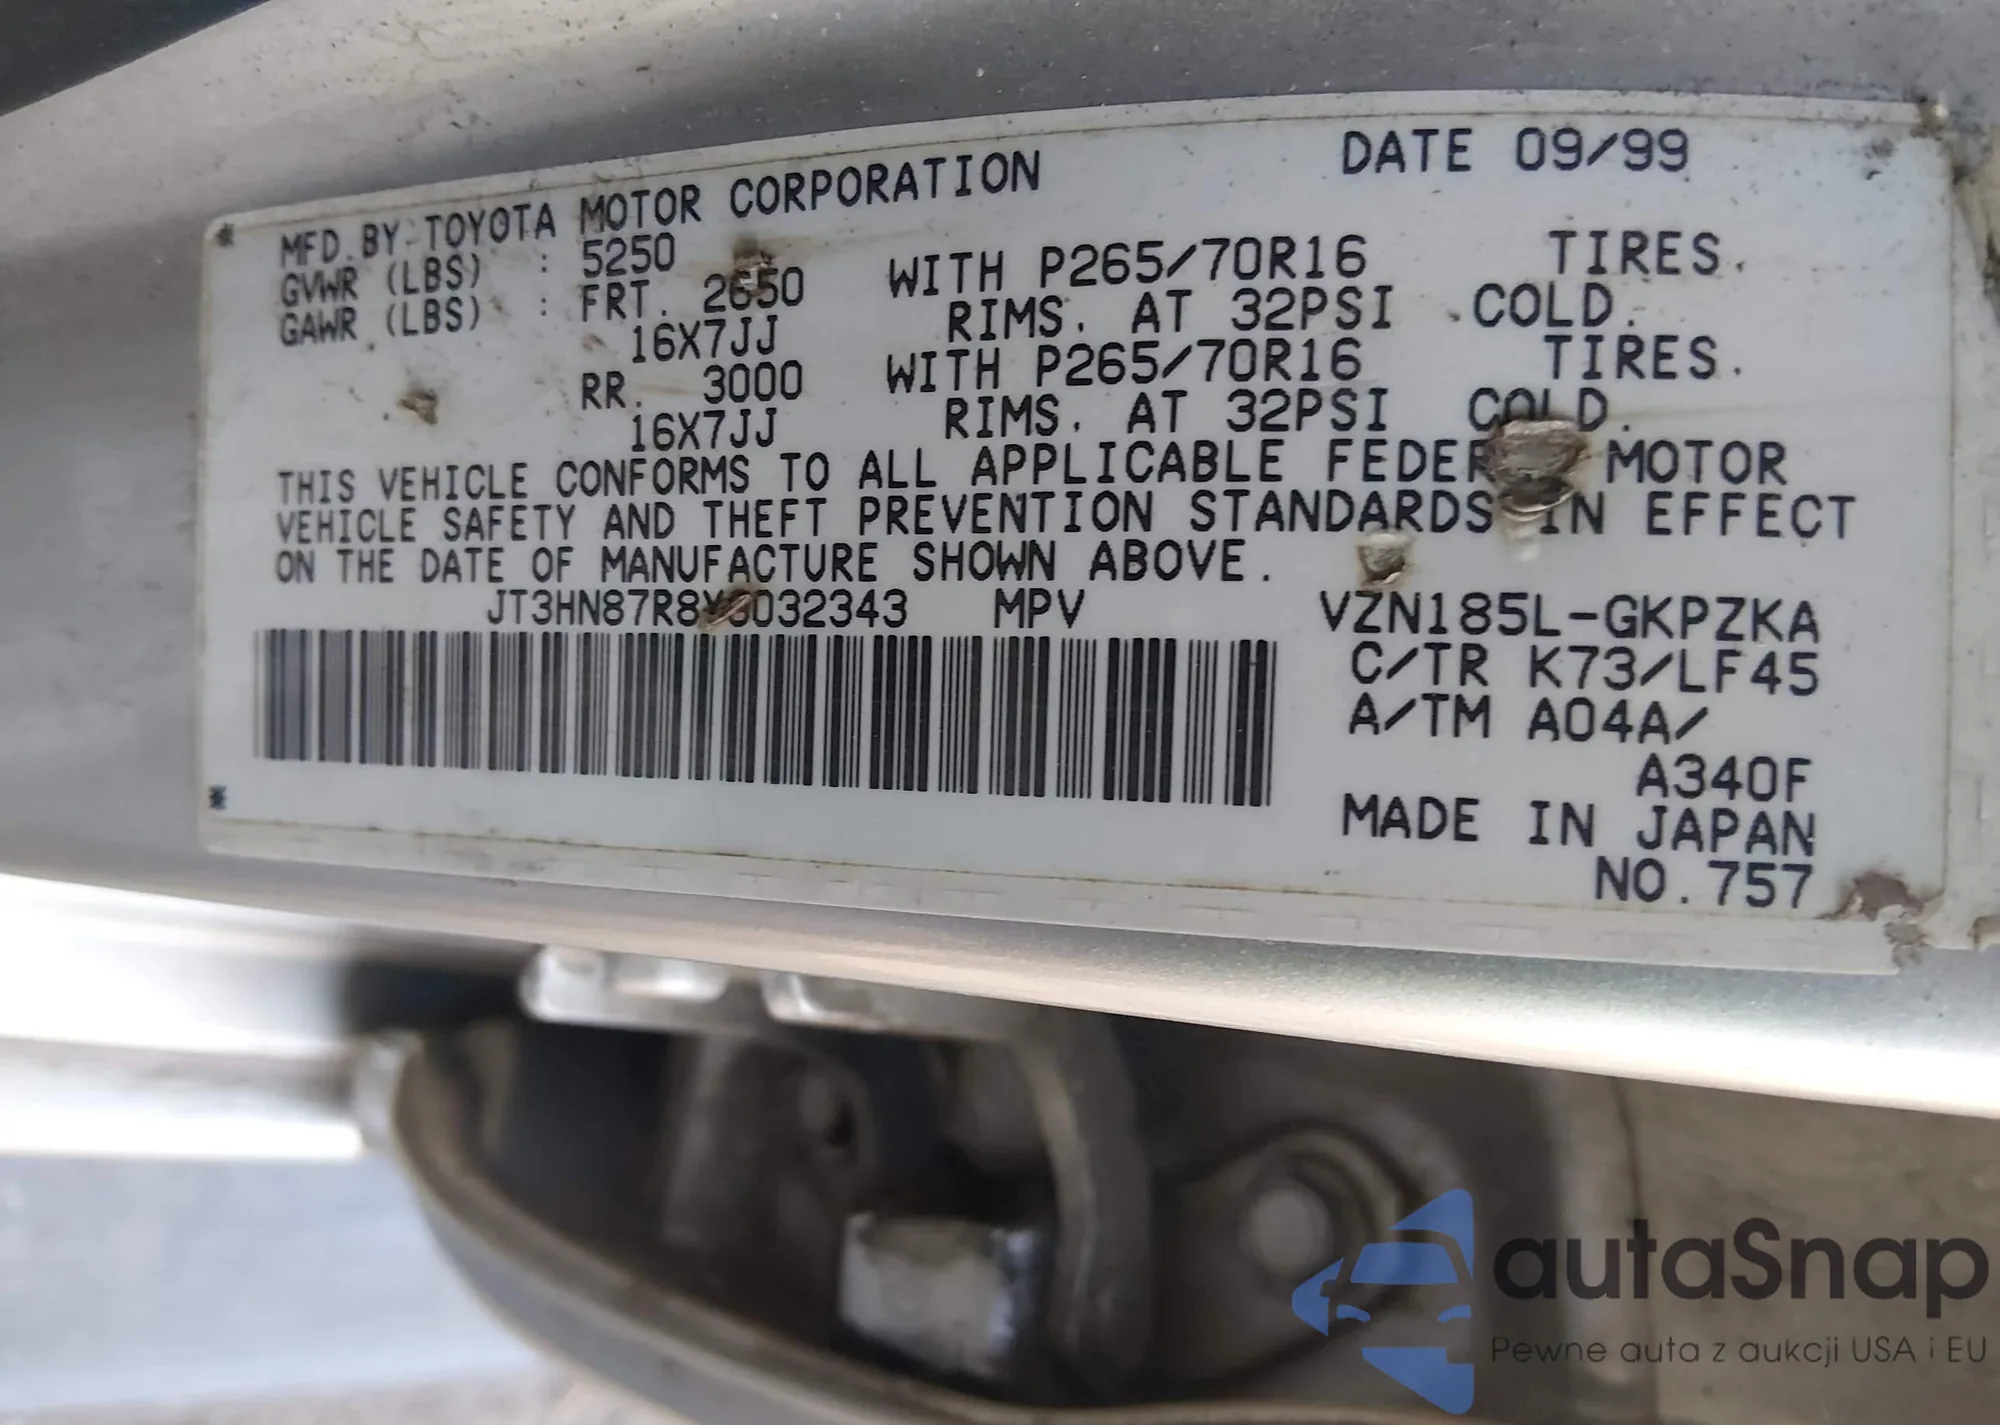 MFD. BY TOYOTA MOTOR CORPORATION DATE 09/99
GVWR (LBS) : 5250
GAWR (LBS) : FRT. 2650 WITH P265/70R16 TIRES.
16X7JJ RIMS. AT 32PSI COLD.
RR. 3000 WITH P265/70R16 TIRES.
16X7JJ RIMS. AT 32PSI COLD.
THIS VEHICLE CONFORMS TO ALL APPLICABLE FEDER MOTOR
VEHICLE SAFETY AND THEFT PREVENTION STANDARDS IN EFFECT
ON THE DATE OF MANUFACTURE SHOWN ABOVE.
JT3HN87R8Y9032343 MPV VZN185L-GKPZKA
C/TR K73/LF45
A/TM A04A/
A340F
MADE IN JAPAN
NO.757
autaSnap
Pewne auta z aukcji USA i EU